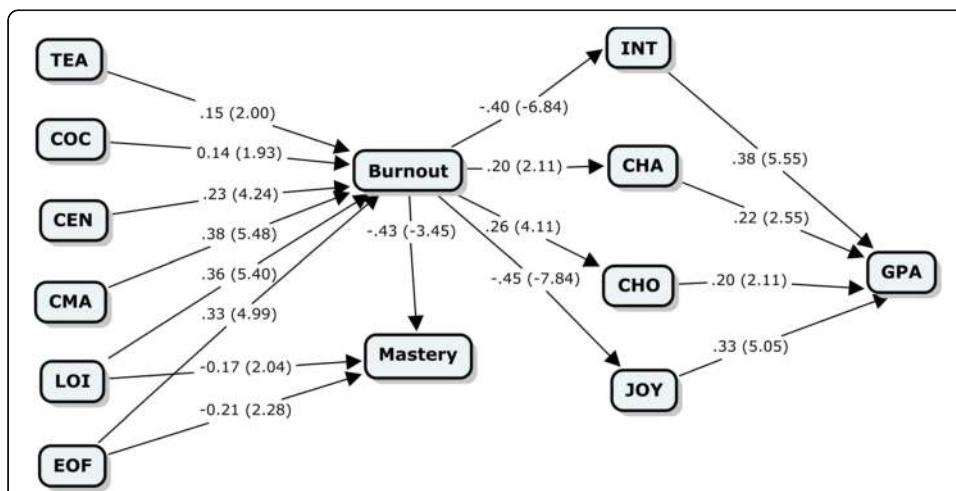 TEA
COC
CEN
CMA
LOI
EOF
.15 (2.00)
0.14 (1.93)
.23 (4.24)
.38 (5.48)
.36 (5.40)
.33 (4.99)
-0.17 (2.04)
-0.21 (2.28)
Burnout
-.43 (-3.45)
Mastery
-.40 (-6.84)
.20 (2.11)
.26 (4.11)
-.45 (-7.84)
INT
CHA
CHO
JOY
.38 (5.55)
.22 (2.55)
.20 (2.11)
.33 (5.05)
GPA